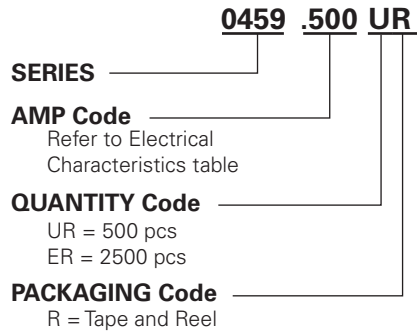 0459 .500 UR
SERIES
AMP Code
Refer to Electrical
Characteristics table
QUANTITY Code
UR = 500 pcs
ER = 2500 pcs
PACKAGING Code
R = Tape and Reel